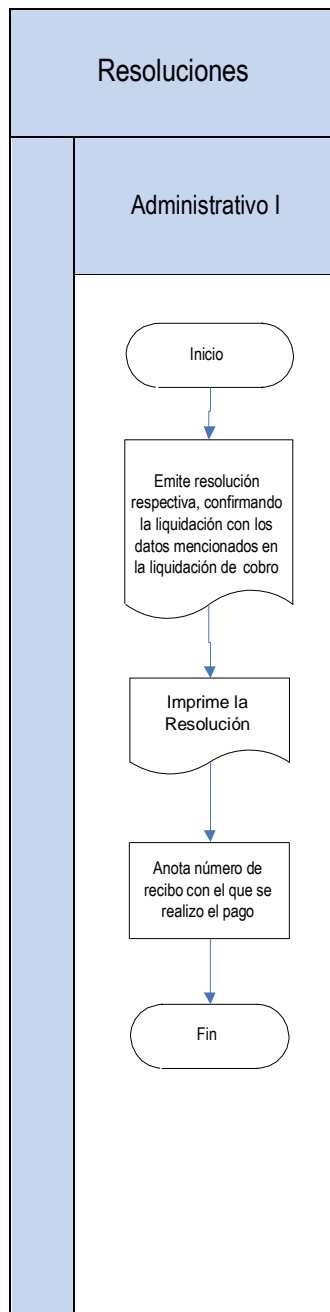 Resoluciones
Administrativo I
Inicio
Emite resolución
respectiva, confirmando
la liquidación con los
datos mencionados en
la liquidación de cobro
Imprime la
Resolución
Anota número de
recibo con el que se
realizo el pago
Fin